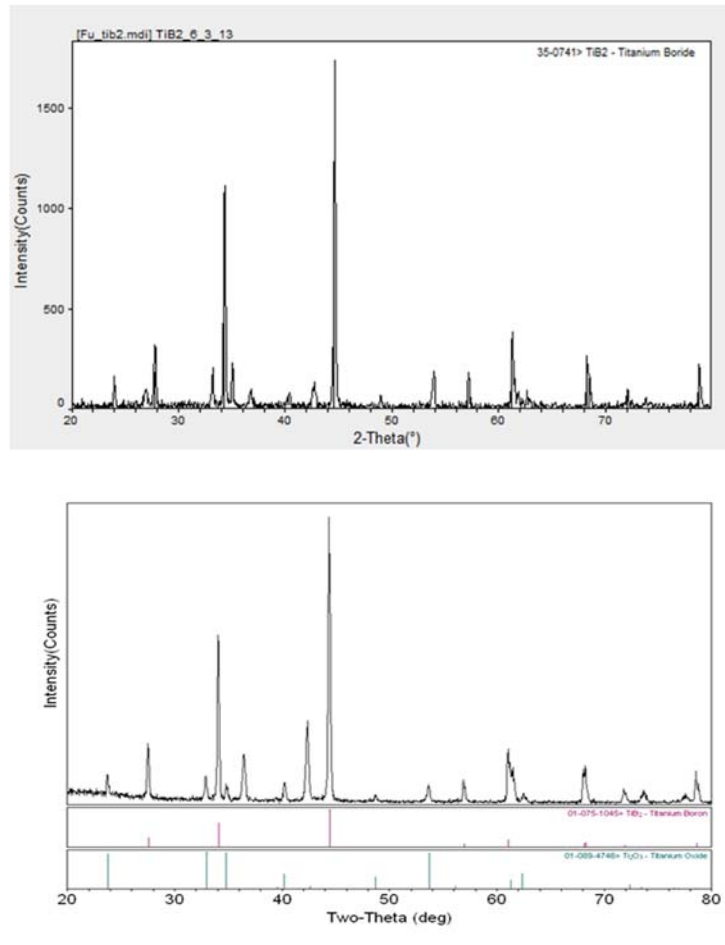 [Fu_tib2.mdi] TiB2_6_3_13
35-0741> TiB2 - Titanium Boride
1500
1000
500
0
Intensity(Counts)
20 30 40 50 60 70
2-Theta(°)
Intensity(Counts)
01-075-1045> TiB₂ - Titanium Boron
01-089-4746> Ti₂O₃ - Titanium Oxide
20 30 40 50 60 70 80
Two-Theta (deg)